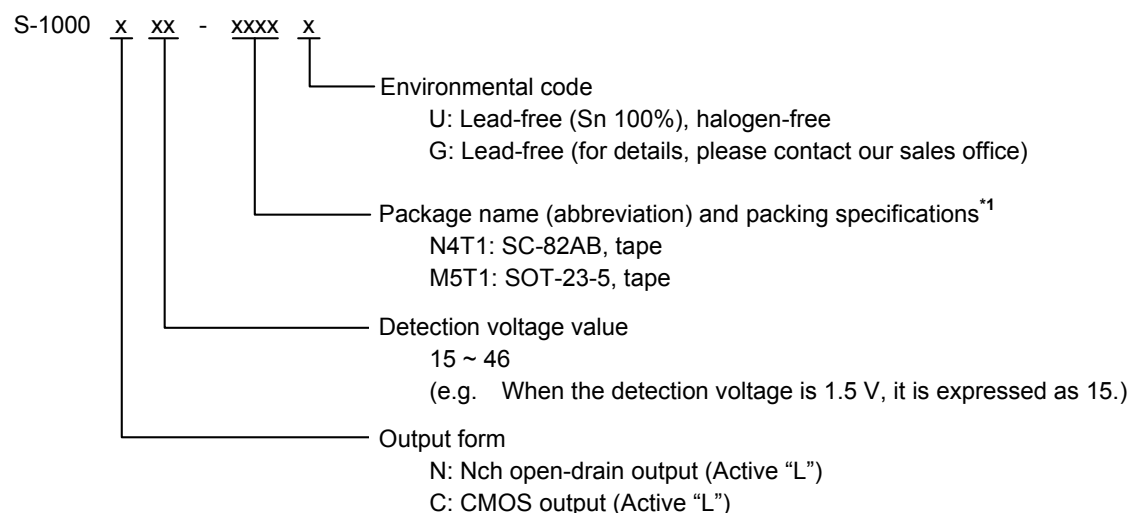 S-1000 x xx - xxxx x
Environmental code
U: Lead-free (Sn 100%), halogen-free
G: Lead-free (for details, please contact our sales office)
Package name (abbreviation) and packing specifications*1
N4T1: SC-82AB, tape
M5T1: SOT-23-5, tape
Detection voltage value
15 ~ 46
(e.g. When the detection voltage is 1.5 V, it is expressed as 15.)
Output form
N: Nch open-drain output (Active “L”)
C: CMOS output (Active “L”)